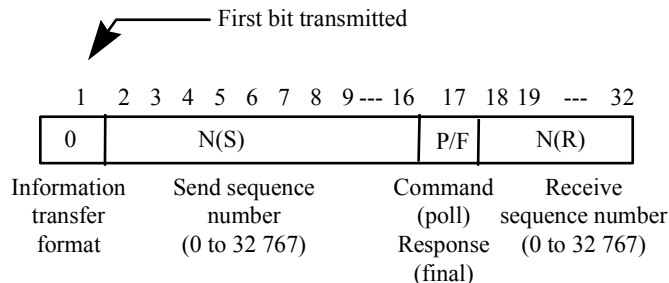 First bit transmitted
1 2 3 4 5 6 7 8 9 --- 16 17 18 19 --- 32
0 N(S) P/F N(R)
Information transfer format
Send sequence number (0 to 32 767)
Command (poll) Response (final)
Receive sequence number (0 to 32 767)